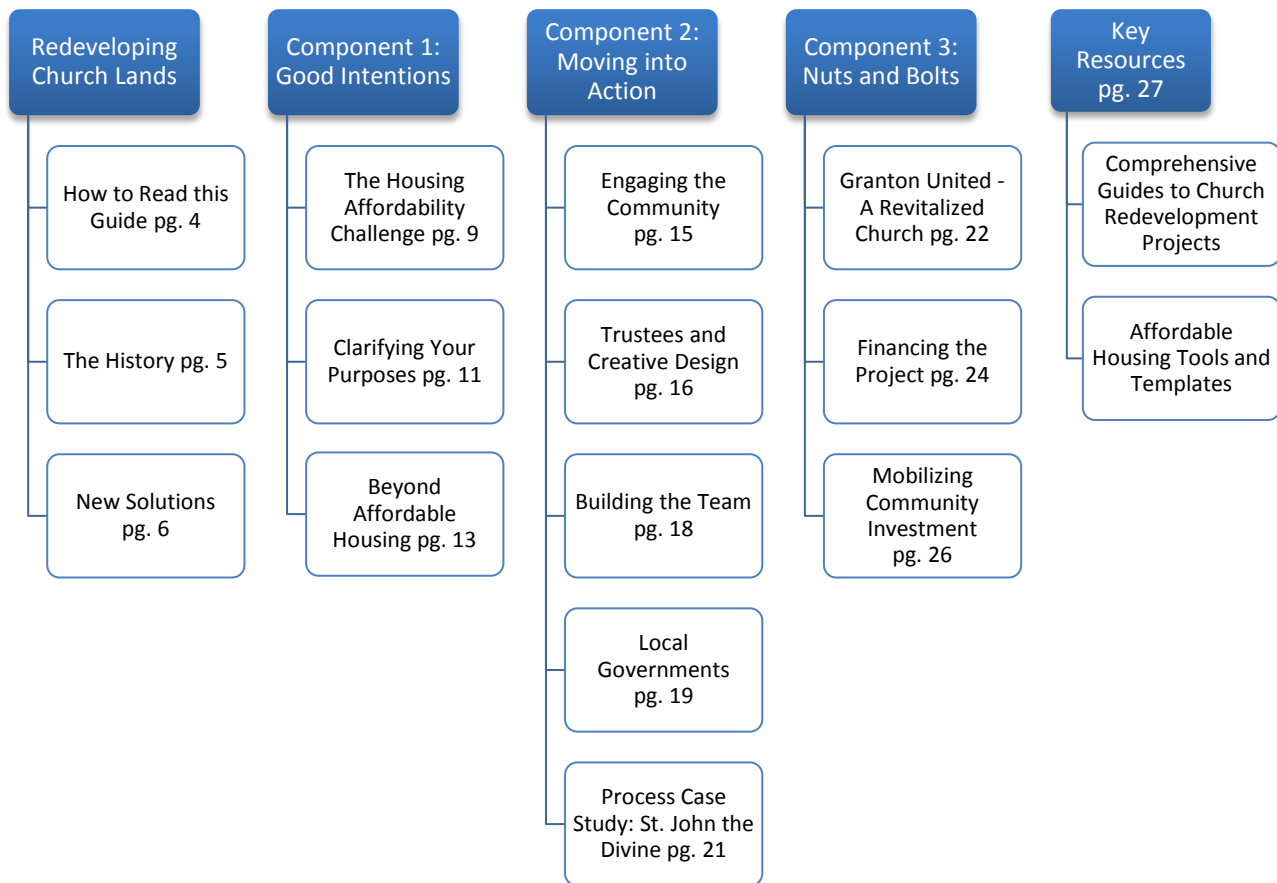 Redeveloping
Church Lands
How to Read this
Guide pg. 4
The History pg. 5
New Solutions
pg. 6
Component 1:
Good Intentions
The Housing
Affordability
Challenge pg. 9
Clarifying Your
Purposes pg. 11
Beyond
Affordable
Housing pg. 13
Component 2:
Moving into
Action
Engaging the
Community
pg. 15
Trustees and
Creative Design
pg. 16
Building the Team
pg. 18
Local
Governments
pg. 19
Process Case
Study: St. John the
Divine pg. 21
Component 3:
Nuts and Bolts
Granton United -
A Revitalized
Church pg. 22
Financing the
Project pg. 24
Mobilizing
Community
Investment
pg. 26
Key
Resources
pg. 27
Comprehensive
Guides to Church
Redevelopment
Projects
Affordable
Housing Tools and
Templates